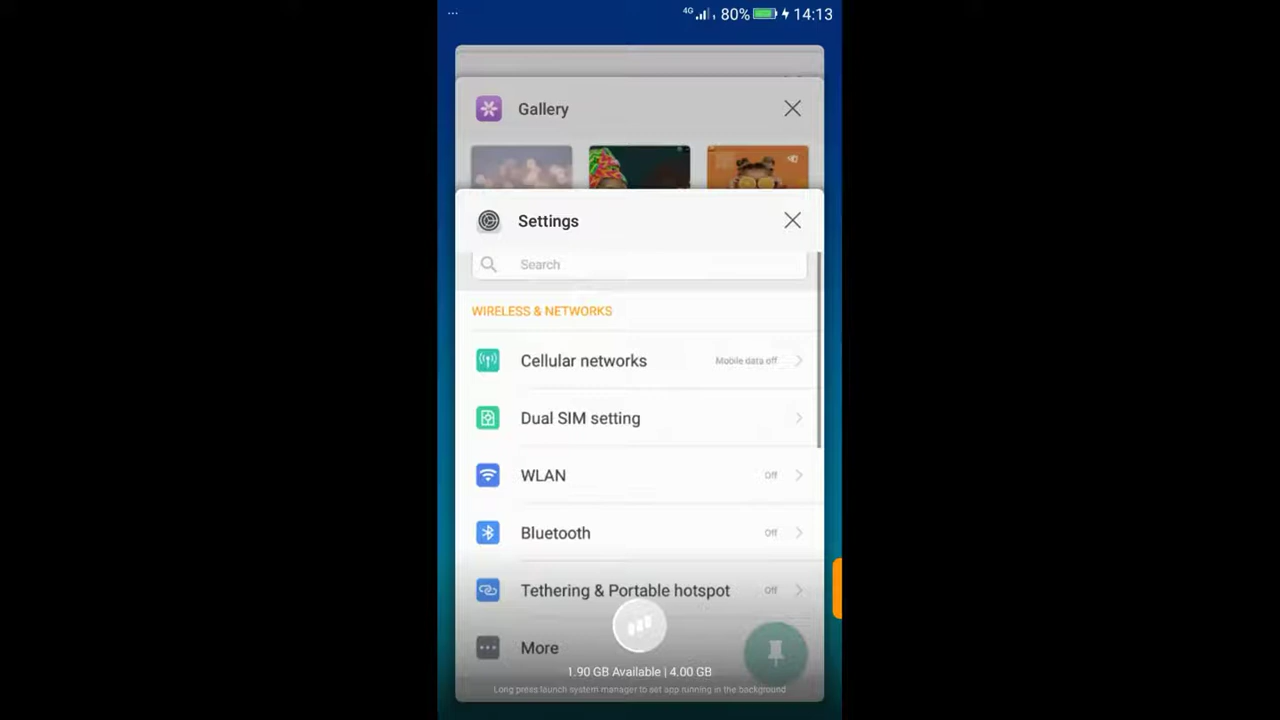 ... 4G 80% 14:13
Gallery
Settings
Search
WIRELESS & NETWORKS
Cellular networks Mobile data off
Dual SIM setting
WLAN Off
Bluetooth Off
Tethering & Portable hotspot Off
More
1.90 GB Available | 4.00 GB
Long press launch system manager to set app running in the background